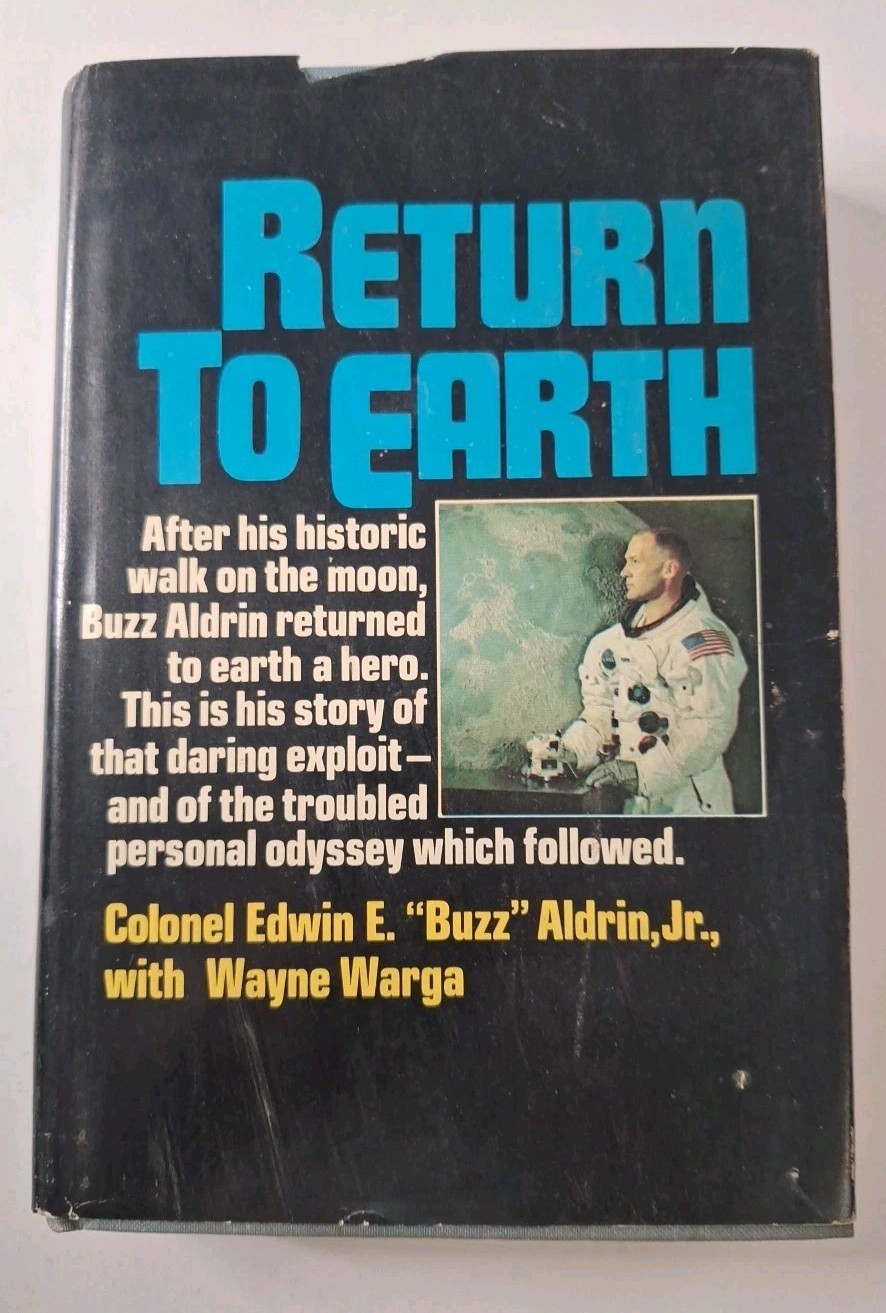 RETURN
TO EARTH
After his historic
walk on the moon,
Buzz Aldrin returned
to earth a hero.
This is his story of
that daring exploit—
and of the troubled
personal odyssey which followed.
Colonel Edwin E. “Buzz” Aldrin, Jr.,
with Wayne Warga